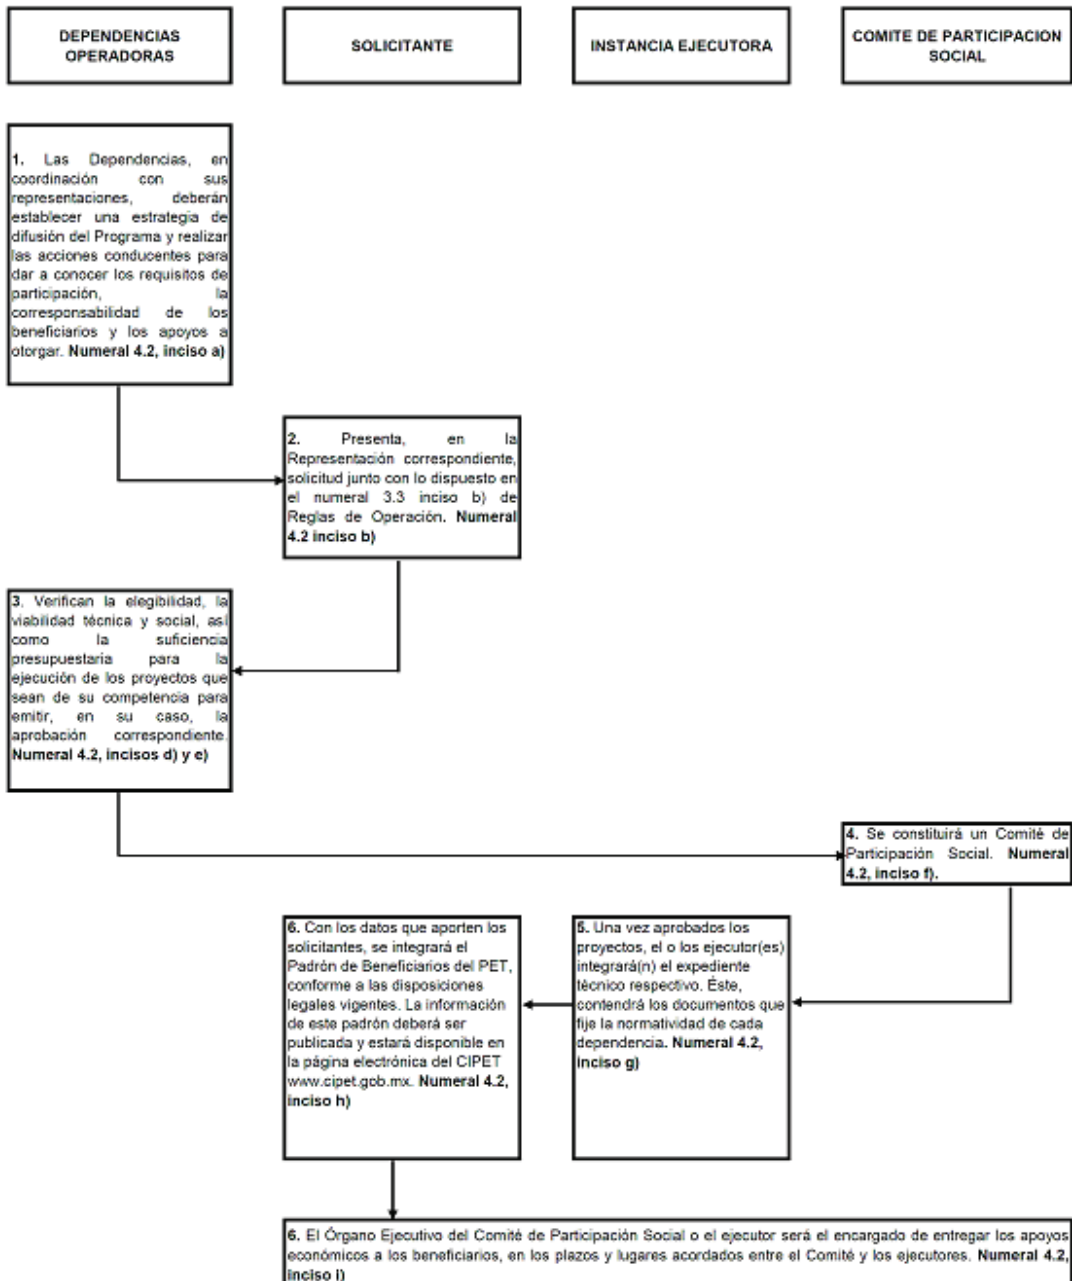 DEPENDENCIAS
OPERADORAS
SOLICITANTE
INSTANCIA EJECUTORA
COMITE DE PARTICIPACION
SOCIAL
1. Las Dependencias, en
coordinación con sus
representaciones, deberán
establecer una estrategia de
difusión del Programa y realizar
las acciones conducentes para
dar a conocer los requisitos de
participación, la
corresponsabilidad de los
beneficiarios y los apoyos a
otorgar. Numeral 4.2, inciso a)
2. Presenta, en la
Representación correspondiente,
solicitud junto con lo dispuesto en
el numeral 3.3 inciso b) de
Reglas de Operación. Numeral
4.2 inciso b)
3. Verifican la elegibilidad, la
viabilidad técnica y social, así
como la suficiencia
presupuestaria para la
ejecución de los proyectos que
sean de su competencia para
emitir, en su caso, la
aprobación correspondiente.
Numeral 4.2, incisos d) y e)
4. Se constituirá un Comité de
Participación Social. Numeral
4.2, inciso f).
5. Una vez aprobados los
proyectos, el o los ejecutor(es)
integrará(n) el expediente
técnico respectivo. Éste,
contendrá los documentos que
fije la normatividad de cada
dependencia. Numeral 4.2,
inciso g)
6. Con los datos que aporten los
solicitantes, se integrará el
Padrón de Beneficiarios del PET,
conforme a las disposiciones
legales vigentes. La información
de este padrón deberá ser
publicada y estará disponible en
la página electrónica del CIPET
www.cipet.gob.mx. Numeral 4.2,
inciso h)
6. El Órgano Ejecutivo del Comité de Participación Social o el ejecutor será el encargado de entregar los apoyos
económicos a los beneficiarios, en los plazos y lugares acordados entre el Comité y los ejecutores. Numeral 4.2,
inciso i)